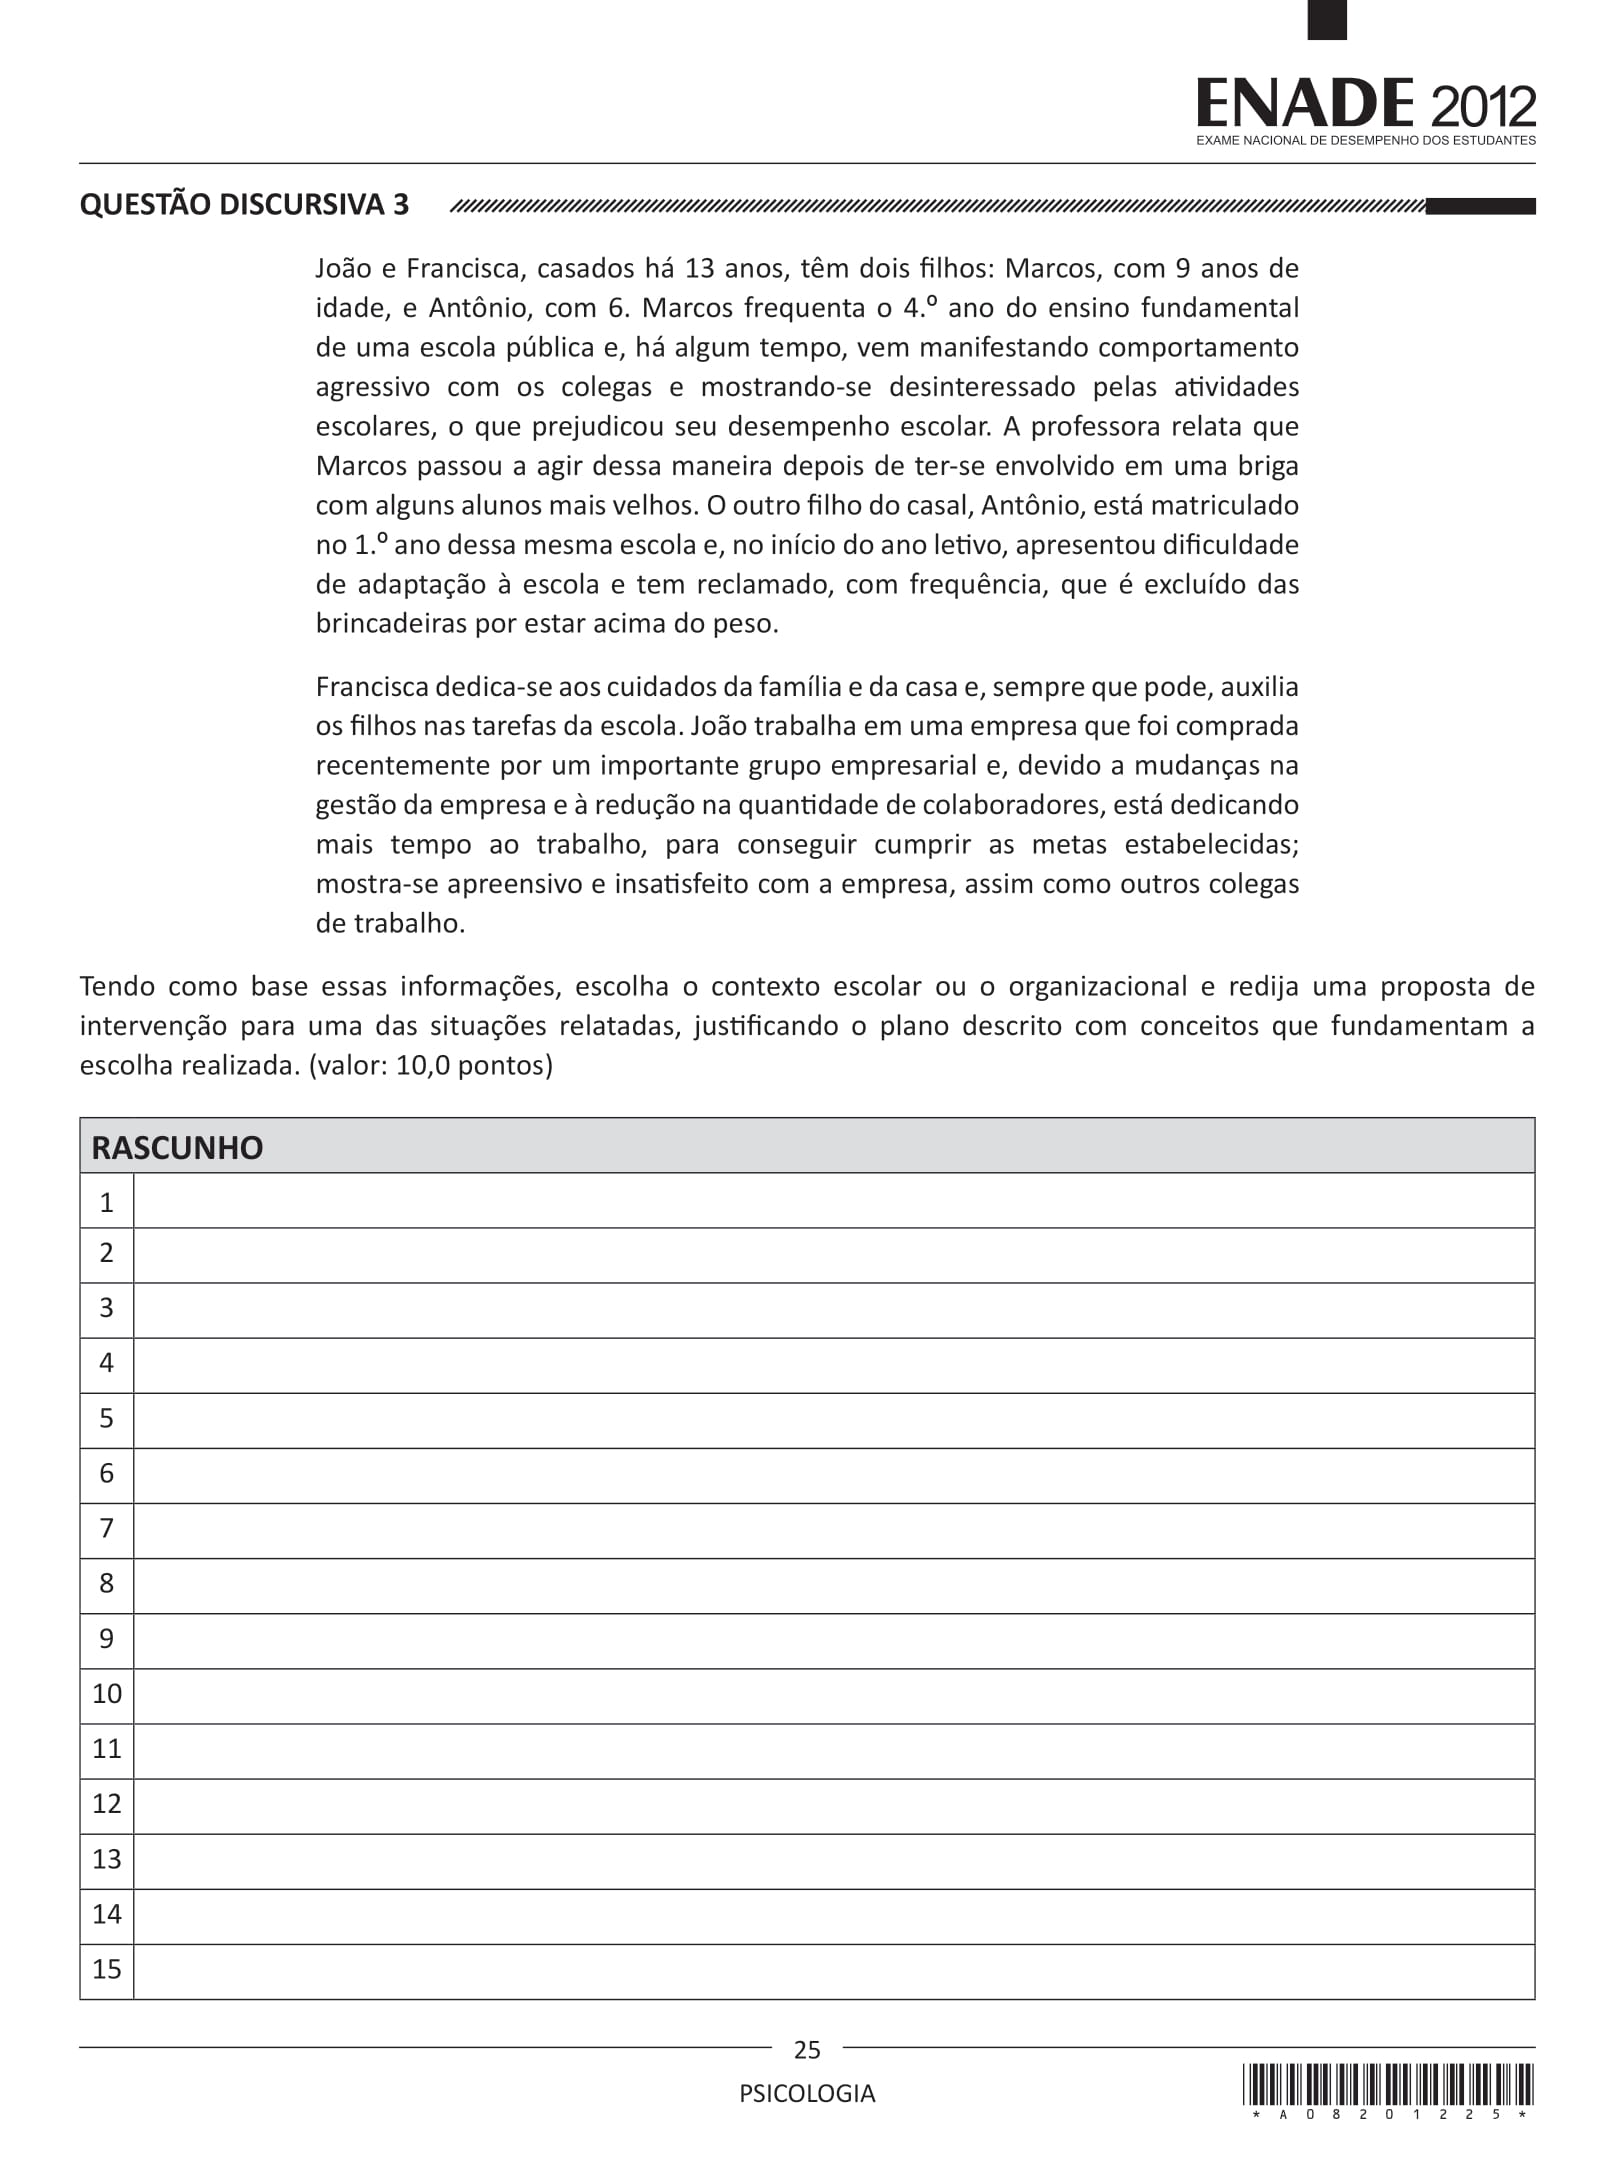 ENADE 2012
EXAME NACIONAL DE DESEMPENHO DOS ESTUDANTES
QUESTÃO DISCURSIVA 3
João e Francisca, casados há 13 anos, têm dois filhos: Marcos, com 9 anos de
idade, e Antônio, com 6. Marcos frequenta o 4.º ano do ensino fundamental
de uma escola pública e, há algum tempo, vem manifestando comportamento
agressivo com os colegas e mostrando-se desinteressado pelas atividades
escolares, o que prejudicou seu desempenho escolar. A professora relata que
Marcos passou a agir dessa maneira depois de ter-se envolvido em uma briga
com alguns alunos mais velhos. O outro filho do casal, Antônio, está matriculado
no 1.º ano dessa mesma escola e, no início do ano letivo, apresentou dificuldade
de adaptação à escola e tem reclamado, com frequência, que é excluído das
brincadeiras por estar acima do peso.
Francisca dedica-se aos cuidados da família e da casa e, sempre que pode, auxilia
os filhos nas tarefas da escola. João trabalha em uma empresa que foi comprada
recentemente por um importante grupo empresarial e, devido a mudanças na
gestão da empresa e à redução na quantidade de colaboradores, está dedicando
mais tempo ao trabalho, para conseguir cumprir as metas estabelecidas;
mostra-se apreensivo e insatisfeito com a empresa, assim como outros colegas
de trabalho.
Tendo como base essas informações, escolha o contexto escolar ou o organizacional e redija uma proposta de
intervenção para uma das situações relatadas, justificando o plano descrito com conceitos que fundamentam a
escolha realizada. (valor: 10,0 pontos)
RASCUNHO
1
2
3
4
5
6
7
8
9
10
11
12
13
14
15
25
PSICOLOGIA
* A 0 8 2 0 1 2 2 5 *